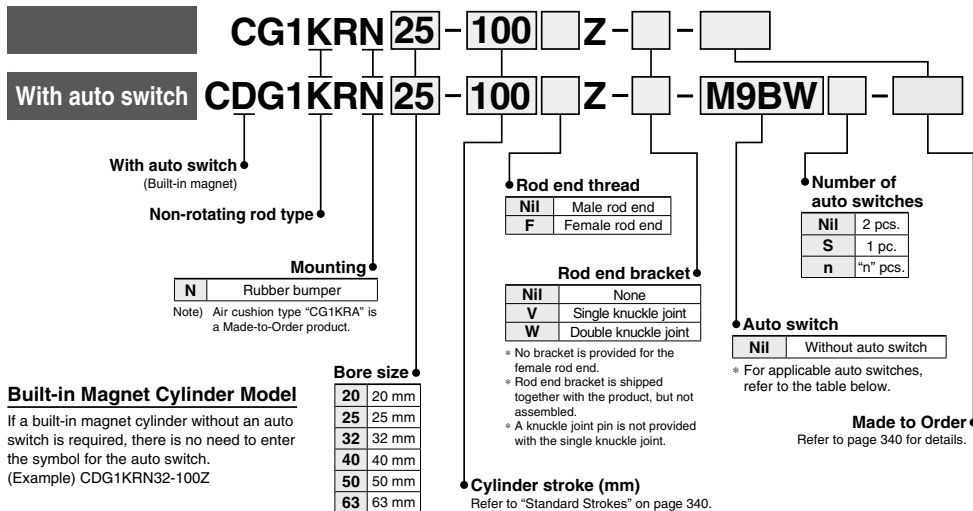 CG1KRN 25 - 100 Z - -
With auto switch CDG1KRN 25 - 100 Z - - M9BW -
With auto switch
(Built-in magnet)
Non-rotating rod type
Mounting
N Rubber bumper
Note) Air cushion type “CG1KRA” is
a Made-to-Order product.
Built-in Magnet Cylinder Model
If a built-in magnet cylinder without an auto
switch is required, there is no need to enter
the symbol for the auto switch.
(Example) CDG1KRN32-100Z
Bore size
20 20 mm
25 25 mm
32 32 mm
40 40 mm
50 50 mm
63 63 mm
Rod end thread
Nil Male rod end
F Female rod end
Rod end bracket
Nil None
V Single knuckle joint
W Double knuckle joint
* No bracket is provided for the
female rod end.
* Rod end bracket is shipped
together with the product, but not
assembled.
* A knuckle joint pin is not provided
with the single knuckle joint.
Cylinder stroke (mm)
Refer to “Standard Strokes” on page 340.
Number of
auto switches
Nil 2 pcs.
S 1 pc.
n “n” pcs.
Auto switch
Nil Without auto switch
* For applicable auto switches,
refer to the table below.
Made to Order
Refer to page 340 for details.